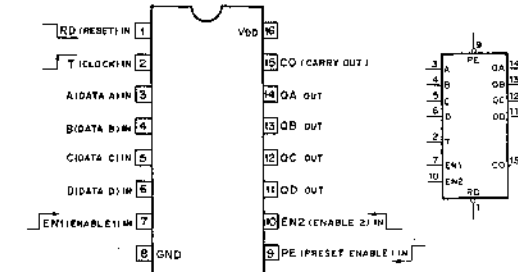 RD (RESET) IN 1
T (CLOCK) IN 2
A(DATA A) IN 3
B(DATA B) IN 4
C(DATA C) IN 5
D(DATA D) IN 6
EN1(ENABLE1) IN 7
8 GND
VDD 16
15 CO (CARRY OUT)
14 QA OUT
13 QB OUT
12 QC OUT
11 QD OUT
10 EN2 (ENABLE 2) IN
9 PE (PRESET ENABLE) IN
9
PE
3 A QA 14
4 B QB 13
5 C QC 12
6 D QD 11
2 T
7 EN1 CO 15
10 EN2
RD
1